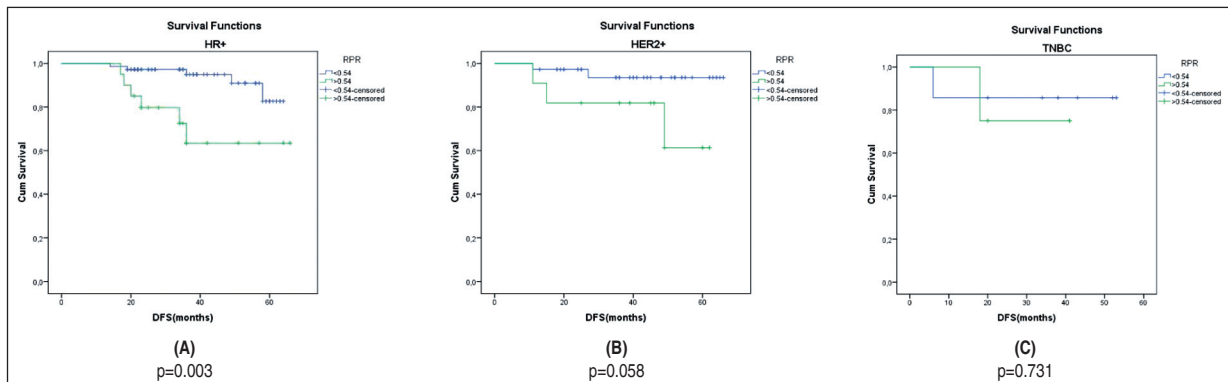 Survival Functions
HR+
RPR
<0.54
>0.54
<0.54-censored
>0.54-censored
Cum Survival
1,0
0,8
0,6
0,4
0,2
0,0
0 20 40 60
DFS(months)
(A)
p=0.003
Survival Functions
HER2+
RPR
<0.54
>0.54
<0.54-censored
>0.54-censored
Cum Survival
1,0
0,8
0,6
0,4
0,2
0,0
0 20 40 60
DFS(months)
(B)
p=0.058
Survival Functions
TNBC
RPR
<0.54
>0.54
<0.54-censored
>0.54-censored
Cum Survival
1,0
0,8
0,6
0,4
0,2
0,0
0 10 20 30 40 50 60
DFS(months)
(C)
p=0.731